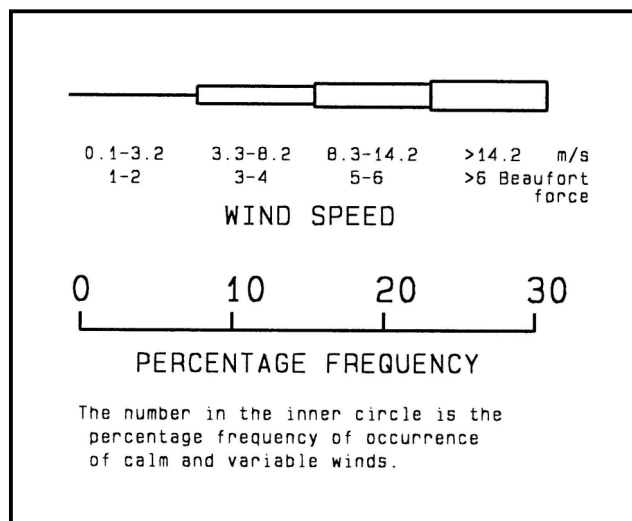 0.1-3.2 3.3-8.2 8.3-14.2 >14.2 m/s
1-2 3-4 5-6 >6 Beaufort
force
WIND SPEED
0 10 20 30
PERCENTAGE FREQUENCY
The number in the inner circle is the
percentage frequency of occurrence
of calm and variable winds.